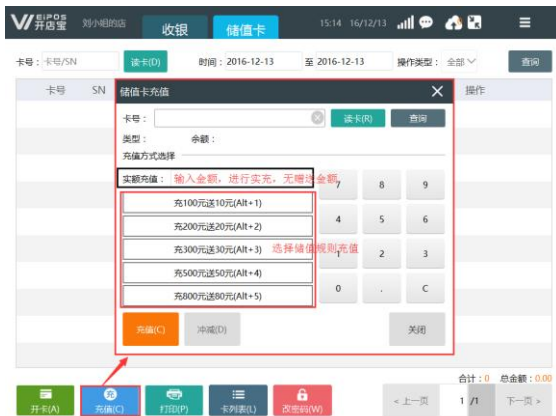 EiPOS
开店宝
刘小姐的店 收银 储值卡 15:14 16/12/13
卡号：卡号/SN 读卡(D) 时间：2016-12-13 至 2016-12-13 操作类型：全部 查询
卡号 SN 操作
储值卡充值
卡号： 读卡(R) 查询
类型： 余额：
充值方式选择
实额充值：输入金额，进行实充，无赠送金额
7 8 9
充100元送10元(Alt+1)
充200元送20元(Alt+2)
4 5 6
充300元送30元(Alt+3) 选择储值规则充值
1 2 3
充500元送50元(Alt+4)
充800元送80元(Alt+5)
0 . C
充值(C) 冲减(D) 关闭
合计：0 总金额：0.00
开卡(A) 充值(C) 打印(P) 卡列表(L) 改密码(W) <上一页 1 /1 下一页>